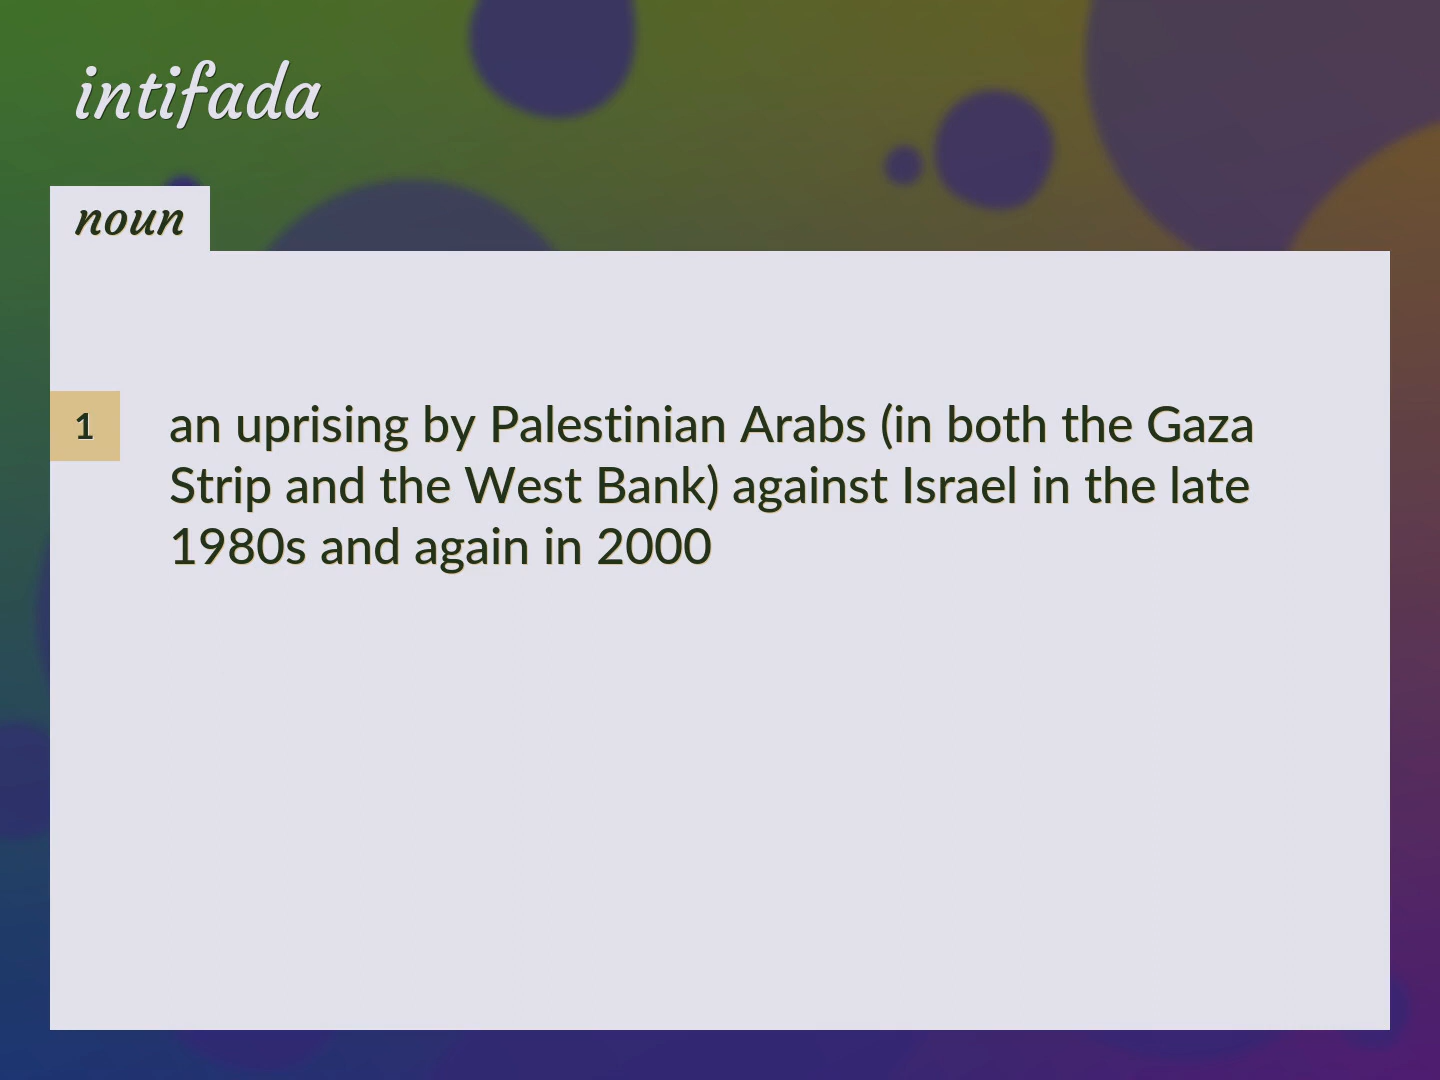 intifada
noun
1
an uprising by Palestinian Arabs (in both the Gaza
Strip and the West Bank) against Israel in the late
1980s and again in 2000